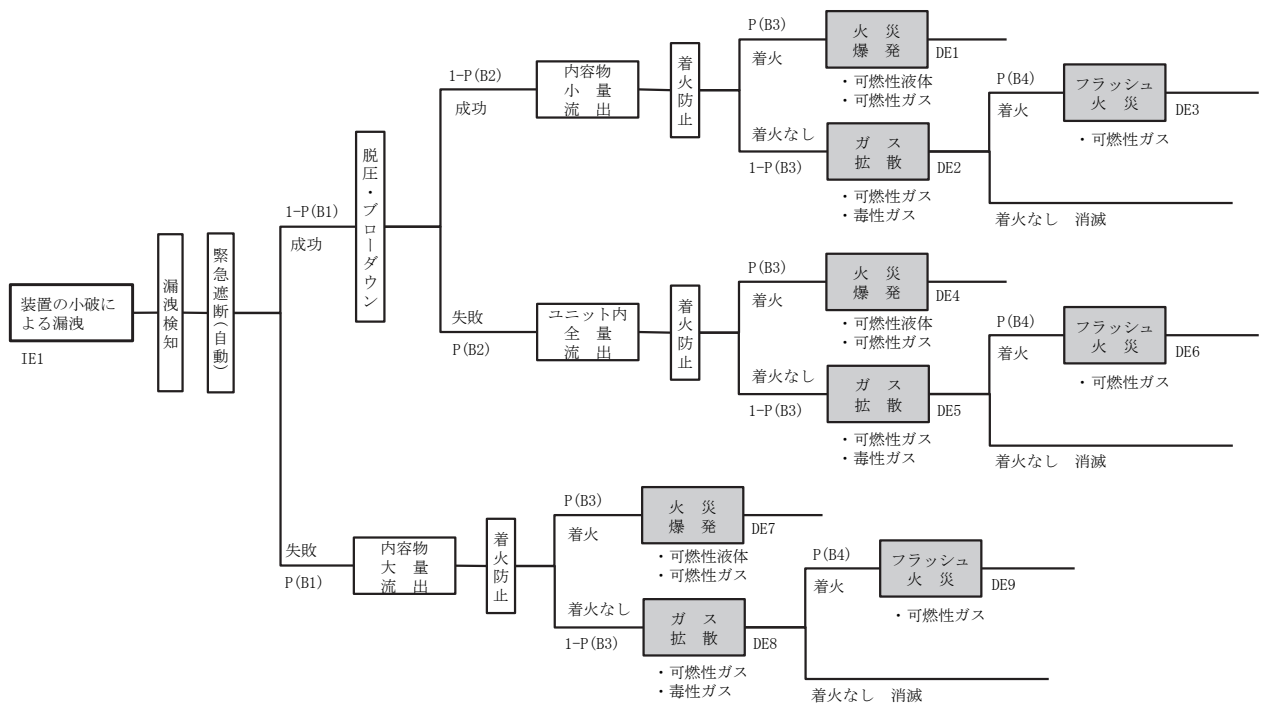 装置の小破に
よる漏洩
IE1
漏洩検知
緊急遮断(自動)
1-P(B1)
成功
脱圧・ブローダウン
1-P(B2)
成功
内容物
小 量
流 出
着火防止
P(B3)
着火
火 災
爆 発
DE1
・可燃性液体
・可燃性ガス
着火なし
1-P(B3)
ガ ス
拡 散
DE2
・可燃性ガス
・毒性ガス
P(B4)
着火
フラッシュ
火 災
DE3
・可燃性ガス
着火なし 消滅
失敗
P(B2)
ユニット内
全 量
流 出
着火防止
P(B3)
着火
火 災
爆 発
DE4
・可燃性液体
・可燃性ガス
着火なし
1-P(B3)
ガ ス
拡 散
DE5
・可燃性ガス
・毒性ガス
P(B4)
着火
フラッシュ
火 災
DE6
・可燃性ガス
着火なし 消滅
失敗
P(B1)
内容物
大 量
流 出
着火防止
P(B3)
着火
火 災
爆 発
DE7
・可燃性液体
・可燃性ガス
着火なし
1-P(B3)
ガ ス
拡 散
DE8
・可燃性ガス
・毒性ガス
P(B4)
着火
フラッシュ
火 災
DE9
・可燃性ガス
着火なし 消滅